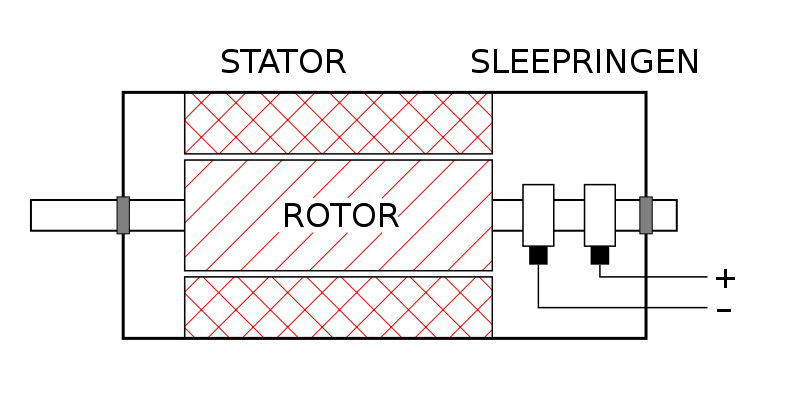 STATOR
SLEEPRINGEN
ROTOR
+
–